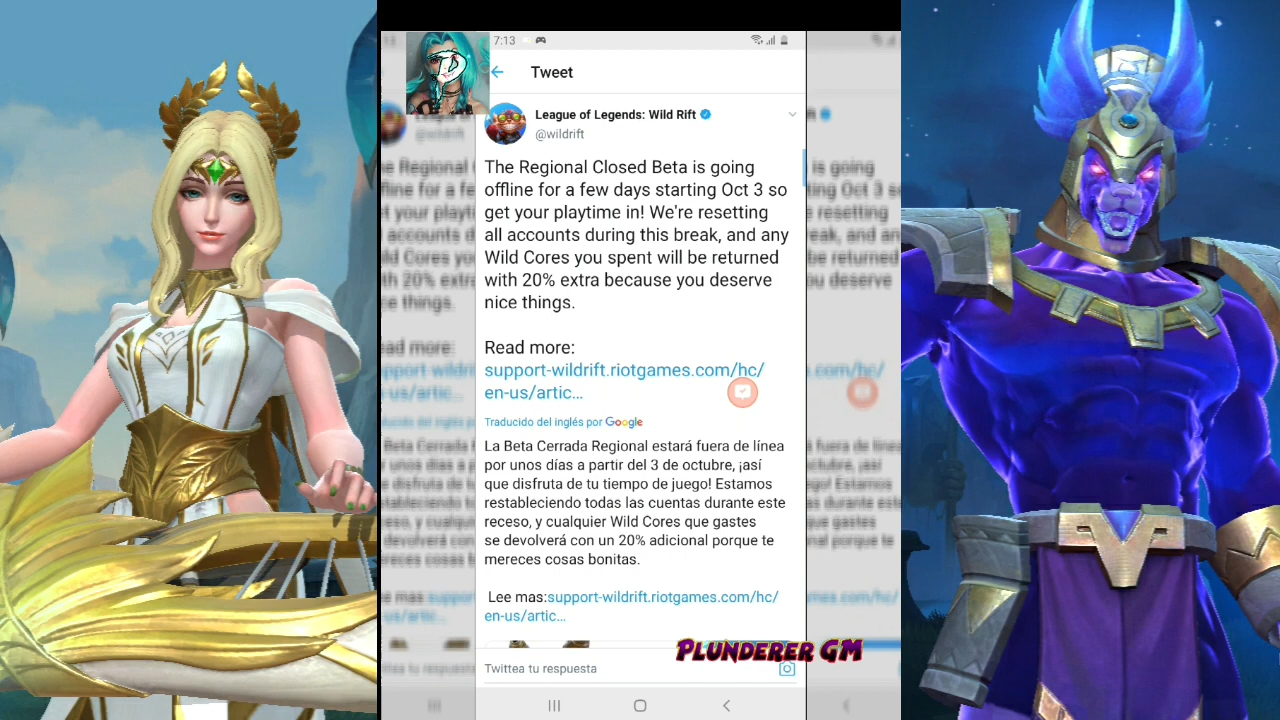 7:13
Tweet
League of Legends: Wild Rift
@wildrift
The Regional Closed Beta is going
offline for a few days starting Oct 3 so
get your playtime in! We're resetting
all accounts during this break, and any
Wild Cores you spent will be returned
with 20% extra because you deserve
nice things.
Read more:
support-wildrift.riotgames.com/hc/
en-us/artic...
Traducido del inglés por Google
La Beta Cerrada Regional estará fuera de línea
por unos días a partir del 3 de octubre, ¡así
que disfruta de tu tiempo de juego! Estamos
restableciendo todas las cuentas durante este
receso, y cualquier Wild Cores que gastes
se devolverá con un 20% adicional porque te
mereces cosas bonitas.
Lee mas:support-wildrift.riotgames.com/hc/
en-us/artic...
PLUNDERER GM
Twittea tu respuesta